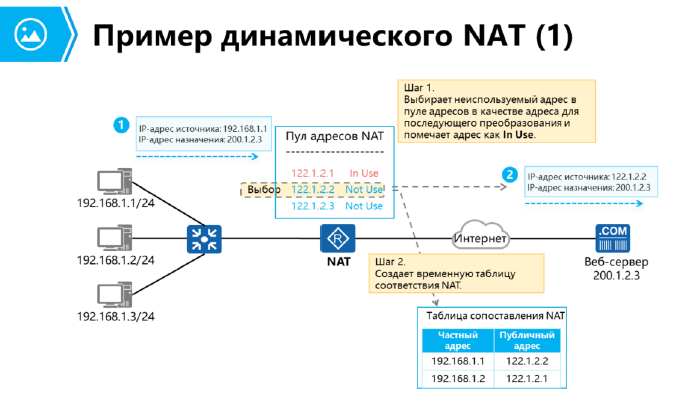 Пример динамического NAT (1)
Шаг 1.
Выбирает неиспользуемый адрес в
пуле адресов в качестве адреса для
последующего преобразования и
помечает адрес как In Use.
1
IP-адрес источника: 192.168.1.1
IP-адрес назначения: 200.1.2.3
Пул адресов NAT
122.1.2.1 In Use
Выбор 122.1.2.2 Not Use
122.1.2.3 Not Use
2
IP-адрес источника: 122.1.2.2
IP-адрес назначения: 200.1.2.3
192.168.1.1/24
192.168.1.2/24
192.168.1.3/24
R
NAT
Интернет
.COM
Веб-сервер
200.1.2.3
Шаг 2.
Создает временную таблицу
соответствия NAT.
Таблица сопоставления NAT
Частный адрес
Публичный адрес
192.168.1.1 122.1.2.2
192.168.1.2 122.1.2.1